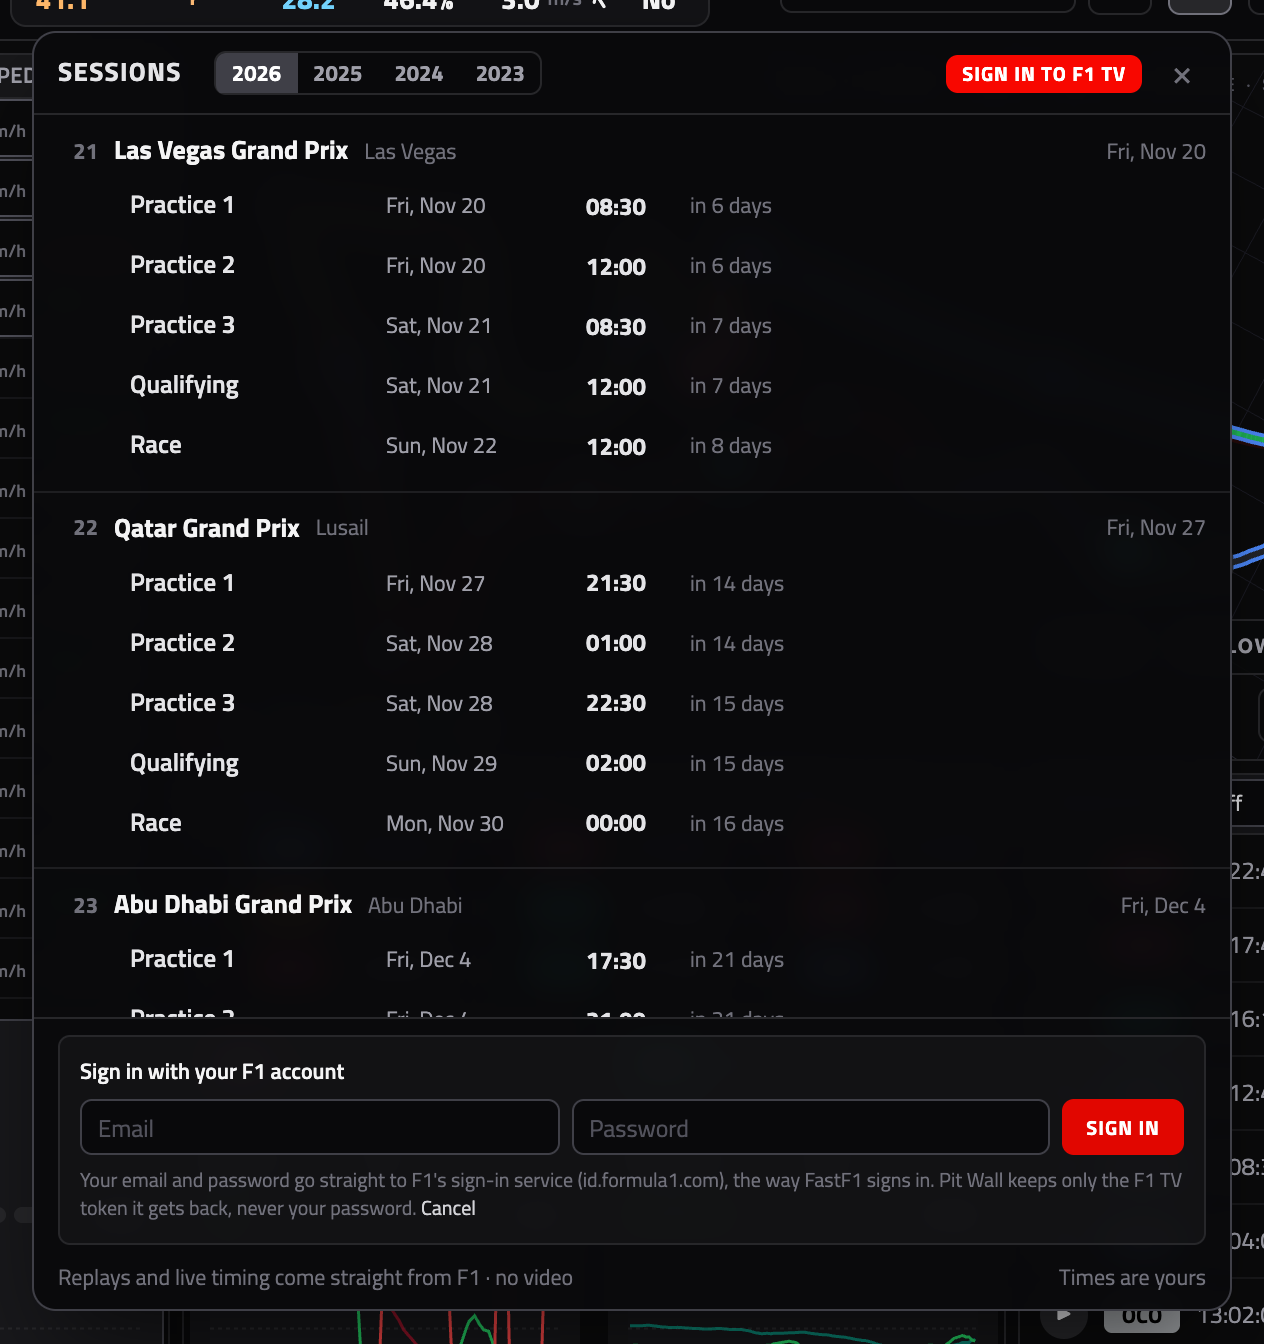 SESSIONS 2026 2025 2024 2023 SIGN IN TO F1 TV ×
21 Las Vegas Grand Prix Las Vegas Fri, Nov 20
Practice 1 Fri, Nov 20 08:30 in 6 days
Practice 2 Fri, Nov 20 12:00 in 6 days
Practice 3 Sat, Nov 21 08:30 in 7 days
Qualifying Sat, Nov 21 12:00 in 7 days
Race Sun, Nov 22 12:00 in 8 days
22 Qatar Grand Prix Lusail Fri, Nov 27
Practice 1 Fri, Nov 27 21:30 in 14 days
Practice 2 Sat, Nov 28 01:00 in 14 days
Practice 3 Sat, Nov 28 22:30 in 15 days
Qualifying Sun, Nov 29 02:00 in 15 days
Race Mon, Nov 30 00:00 in 16 days
23 Abu Dhabi Grand Prix Abu Dhabi Fri, Dec 4
Practice 1 Fri, Dec 4 17:30 in 21 days
Sign in with your F1 account
Email Password SIGN IN
Your email and password go straight to F1's sign-in service (id.formula1.com), the way FastF1 signs in. Pit Wall keeps only the F1 TV
token it gets back, never your password. Cancel
Replays and live timing come straight from F1 · no video Times are yours
OCO